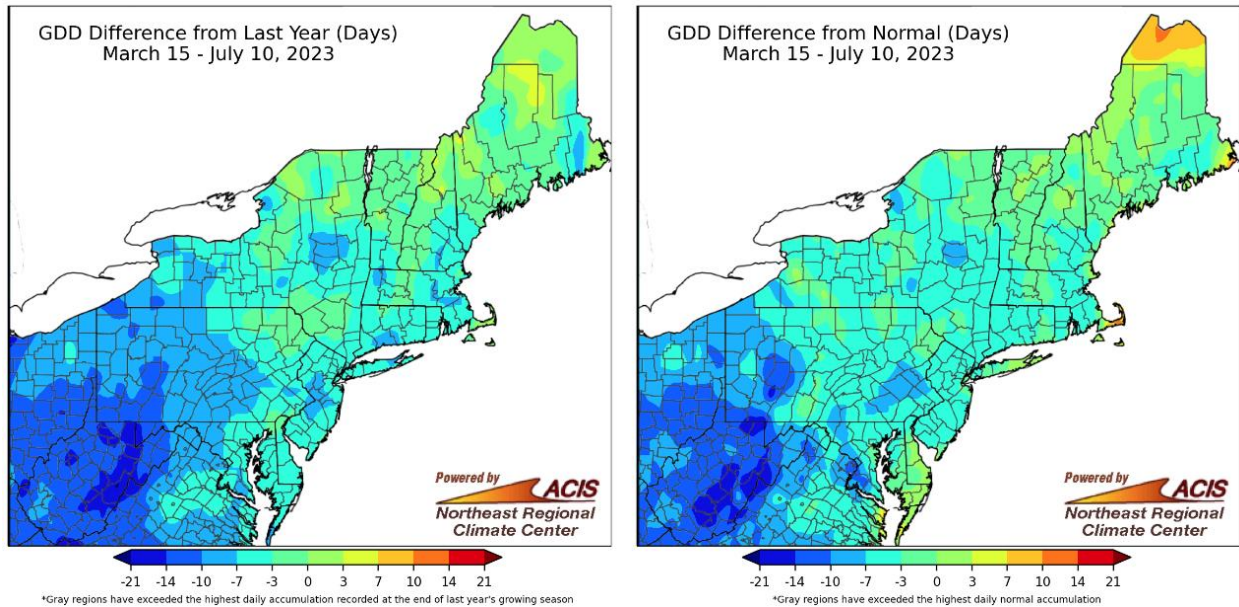 GDD Difference from Last Year (Days)
March 15 - July 10, 2023
Powered by
ACIS
Northeast Regional
Climate Center
-21 -14 -10 -7 -3 0 3 7 10 14 21
*Gray regions have exceeded the highest daily accumulation recorded at the end of last year's growing season
GDD Difference from Normal (Days)
March 15 - July 10, 2023
Powered by
ACIS
Northeast Regional
Climate Center
-21 -14 -10 -7 -3 0 3 7 10 14 21
*Gray regions have exceeded the highest daily normal accumulation